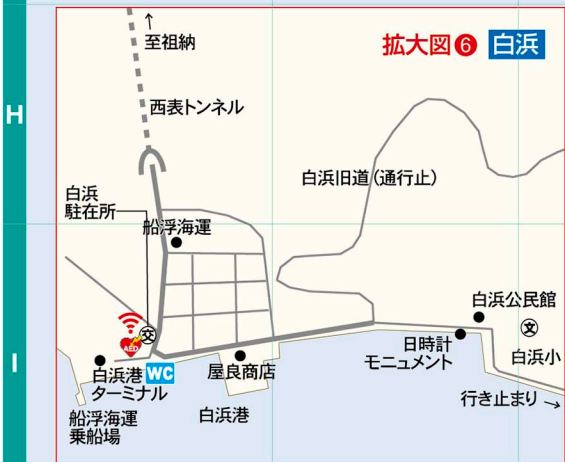 H
I
↑
至祖納
拡大図❻ 白浜
西表トンネル
白浜旧道(通行止)
白浜
駐在所
船浮海運
交
AED
白浜公民館
文
白浜小
日時計
モニュメント
白浜港
ターミナル
WC
屋良商店
船浮海運
乗船場
白浜港
行き止まり→